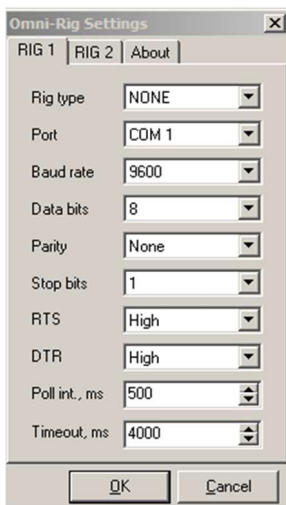 Omni-Rig Settings
RIG 1 RIG 2 About
Rig type NONE
Port COM 1
Baud rate 9600
Data bits 8
Parity None
Stop bits 1
RTS High
DTR High
Poll int., ms 500
Timeout, ms 4000
OK Cancel